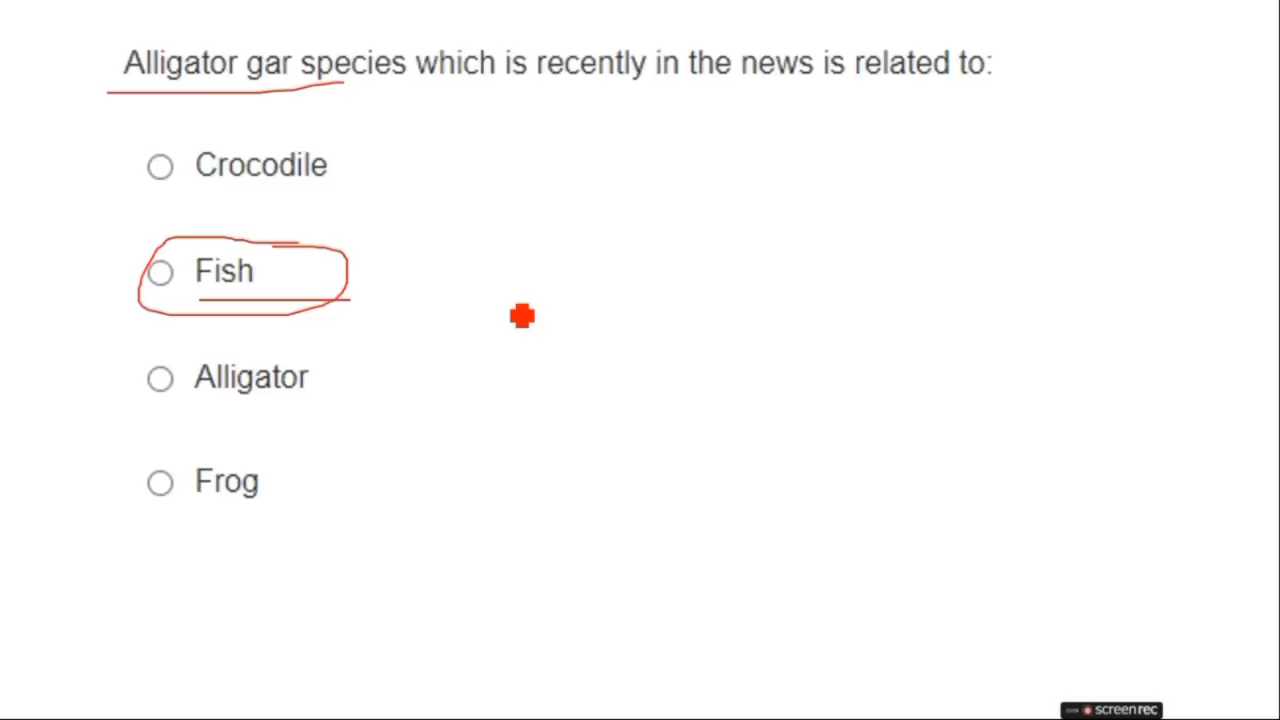 Alligator gar species which is recently in the news is related to:
Crocodile
Fish
Alligator
Frog
screenrec